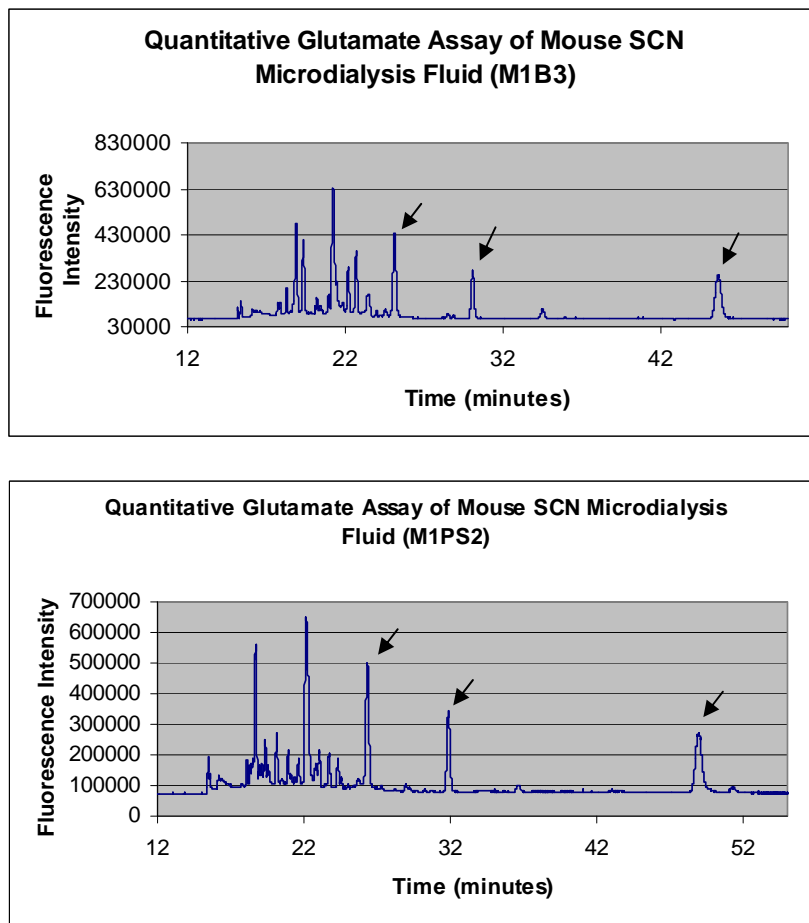 Quantitative Glutamate Assay of Mouse SCN
Microdialysis Fluid (M1B3)
Fluorescence
Intensity
830000
630000
430000
230000
30000
12 22 32 42
Time (minutes)
Quantitative Glutamate Assay of Mouse SCN Microdialysis
Fluid (M1PS2)
Fluorescence Intensity
700000
600000
500000
400000
300000
200000
100000
0
12 22 32 42 52
Time (minutes)